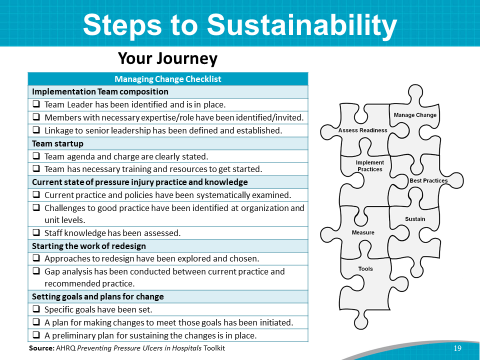 Steps to Sustainability
Your Journey
Managing Change Checklist
Implementation Team composition
❑ Team Leader has been identified and is in place.
❑ Members with necessary expertise/role have been identified/invited.
❑ Linkage to senior leadership has been defined and established.
Team startup
❑ Team agenda and charge are clearly stated.
❑ Team has necessary training and resources to get started.
Current state of pressure injury practice and knowledge
❑ Current practice and policies have been systematically examined.
❑ Challenges to good practice have been identified at organization and
unit levels.
❑ Staff knowledge has been assessed.
Starting the work of redesign
❑ Approaches to redesign have been explored and chosen.
❑ Gap analysis has been conducted between current practice and
recommended practice.
Setting goals and plans for change
❑ Specific goals have been set.
❑ A plan for making changes to meet those goals has been initiated.
❑ A preliminary plan for sustaining the changes is in place.
Source: AHRQ Preventing Pressure Ulcers in Hospitals Toolkit
Manage Change
Assess Readiness
Implement
Practices
Best Practices
Sustain
Measure
Tools
19